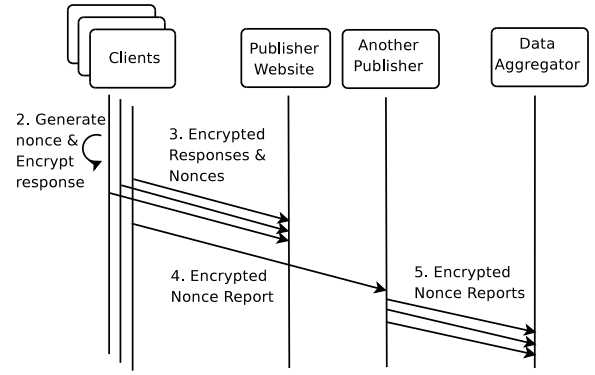 Clients
Publisher
Website
Another
Publisher
Data
Aggregator
2. Generate
nonce &
Encrypt
response
3. Encrypted
Responses &
Nonces
4. Encrypted
Nonce Report
5. Encrypted
Nonce Reports